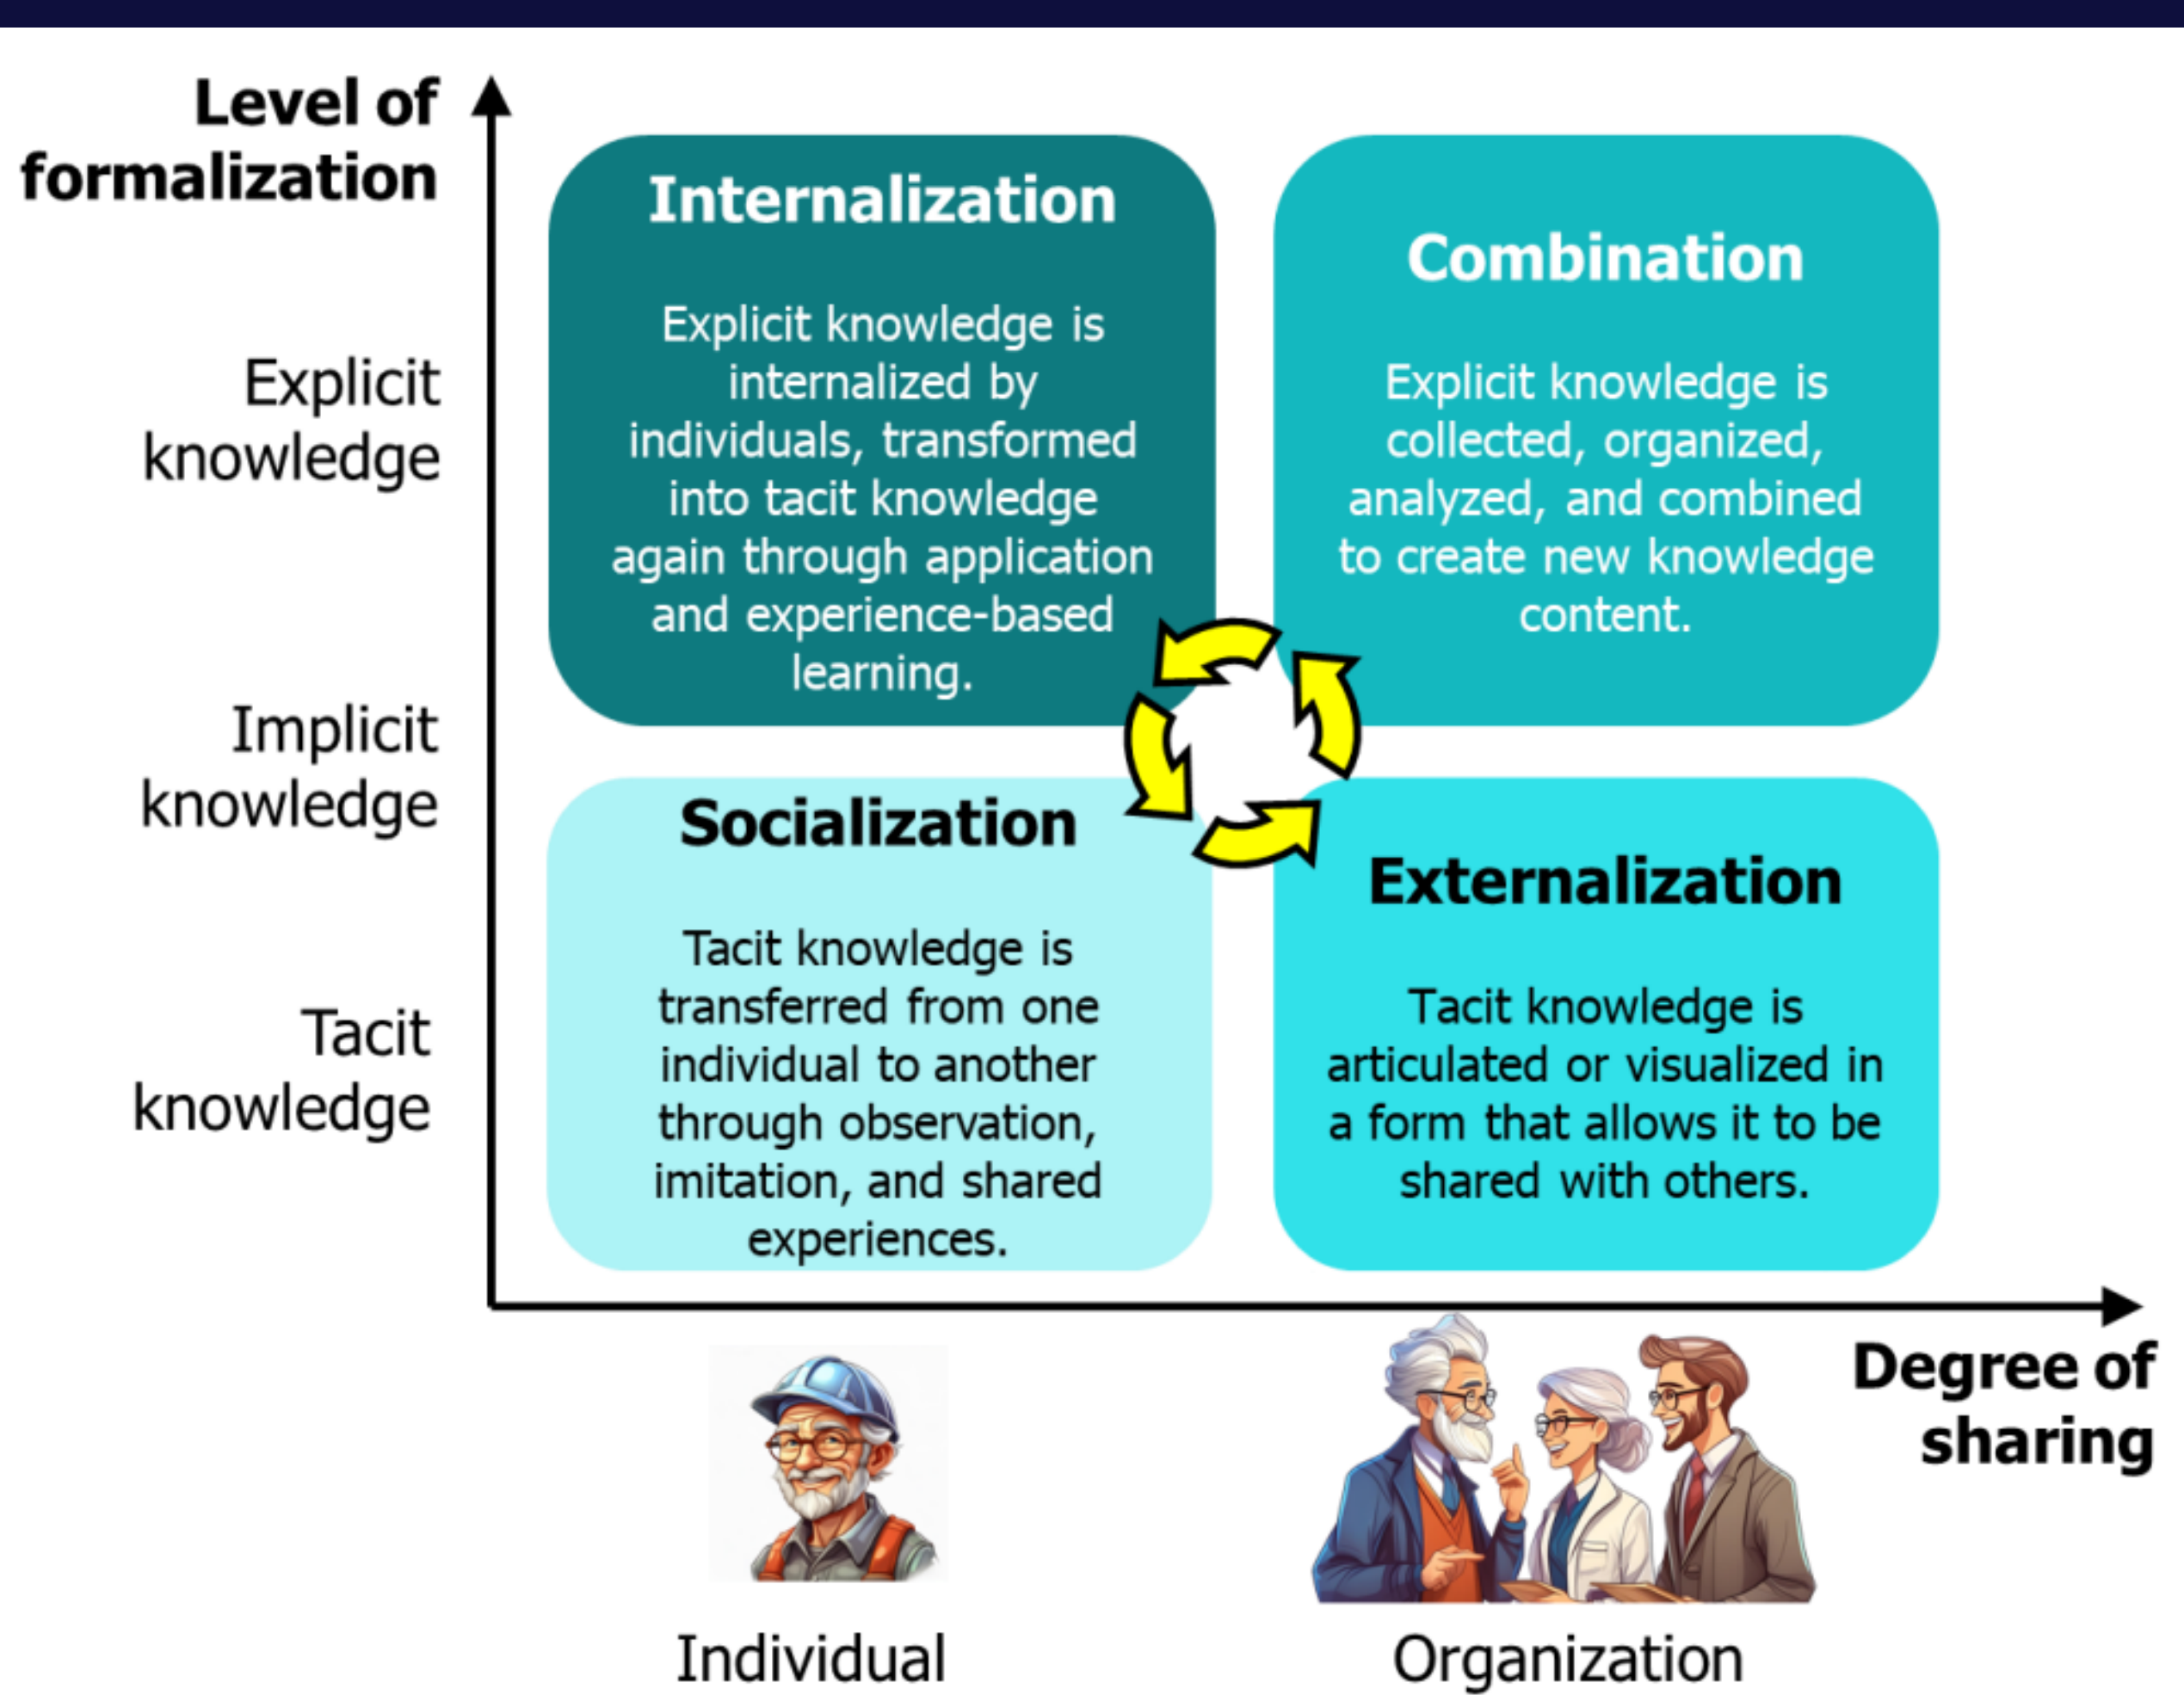 Level of
formalization
Internalization
Explicit knowledge is
internalized by
individuals, transformed
into tacit knowledge
again through application
and experience-based
learning.
Combination
Explicit knowledge is
collected, organized,
analyzed, and combined
to create new knowledge
content.
Explicit
knowledge
Implicit
knowledge
Socialization
Tacit knowledge is
transferred from one
individual to another
through observation,
imitation, and shared
experiences.
Externalization
Tacit knowledge is
articulated or visualized in
a form that allows it to be
shared with others.
Tacit
knowledge
Degree of
sharing
Individual
Organization